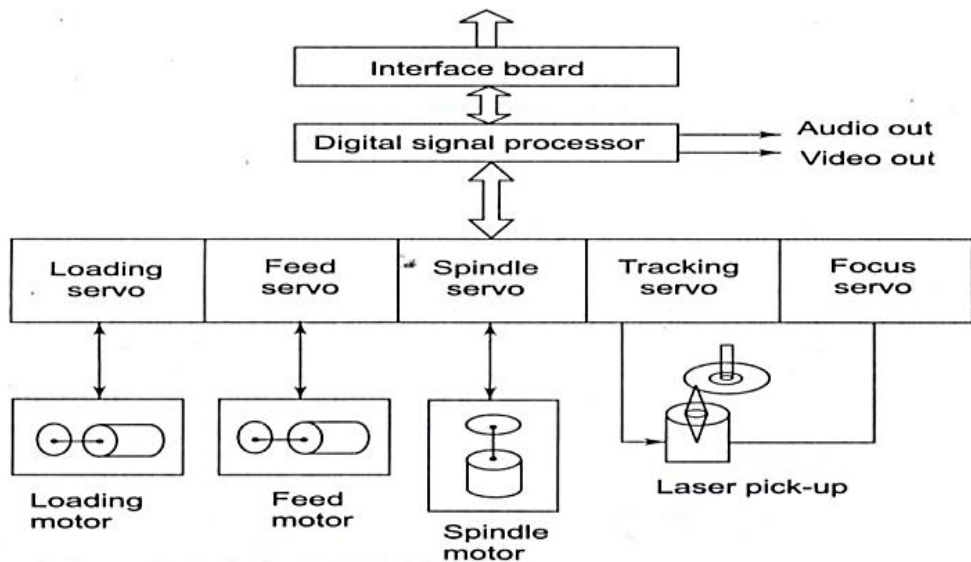 Interface board
Digital signal processor
Audio out
Video out
Loading
servo
Feed
servo
Spindle
servo
Tracking
servo
Focus
servo
Loading
motor
Feed
motor
Spindle
motor
Laser pick-up